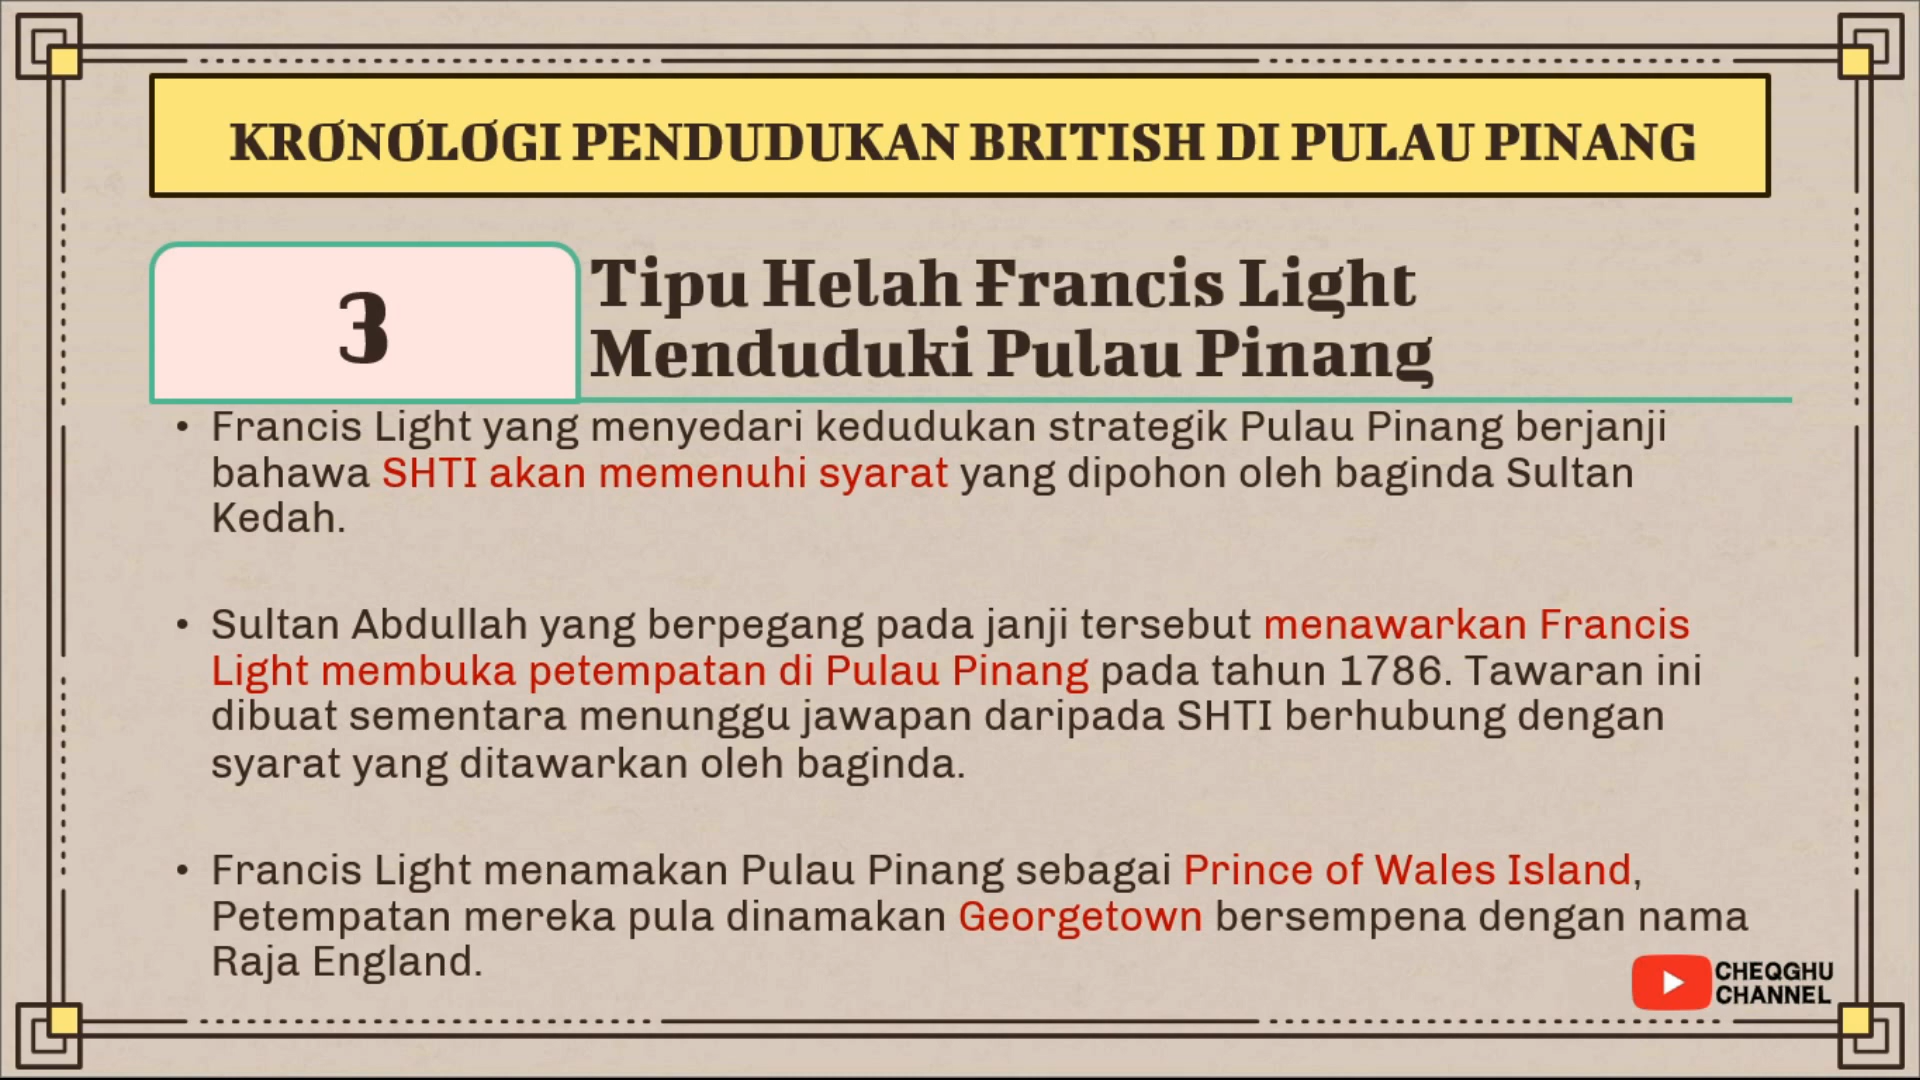 KRONOLOGI PENDUDUKAN BRITISH DI PULAU PINANG
3
Tipu Helah Francis Light
Menduduki Pulau Pinang
• Francis Light yang menyedari kedudukan strategik Pulau Pinang berjanji
bahawa SHTI akan memenuhi syarat yang dipohon oleh baginda Sultan
Kedah.
• Sultan Abdullah yang berpegang pada janji tersebut menawarkan Francis
Light membuka petempatan di Pulau Pinang pada tahun 1786. Tawaran ini
dibuat sementara menunggu jawapan daripada SHTI berhubung dengan
syarat yang ditawarkan oleh baginda.
• Francis Light menamakan Pulau Pinang sebagai Prince of Wales Island,
Petempatan mereka pula dinamakan Georgetown bersempena dengan nama
Raja England.
CHEQGHU
CHANNEL